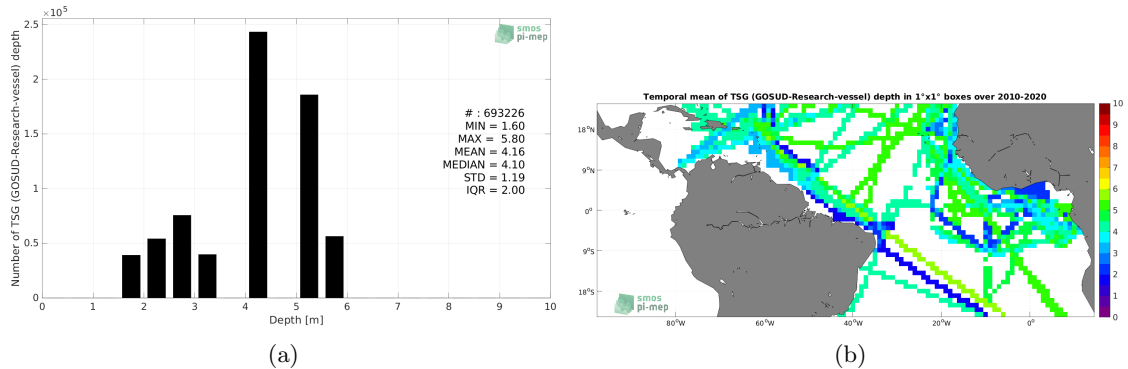 ×10^5
smos
pi-mep
Number of TSG (GOSUD-Research-vessel) depth
2.5
2
1.5
1
0.5
0
# : 693226
MIN = 1.60
MAX = 5.86
MEAN = 4.16
MEDIAN = 4.10
STD = 1.19
IQR = 2.00
0 1 2 3 4 5 6 7 8 9 10
Depth [m]
(a)
Temporal mean of TSG (GOSUD-Research-vessel) depth in 1°x1° boxes over 2010-2020
18°N
9°N
0°
9°S
18°S
80°W 60°W 40°W 20°W 0°
smos
pi-mep
10
9
8
7
6
5
4
3
2
1
0
(b)